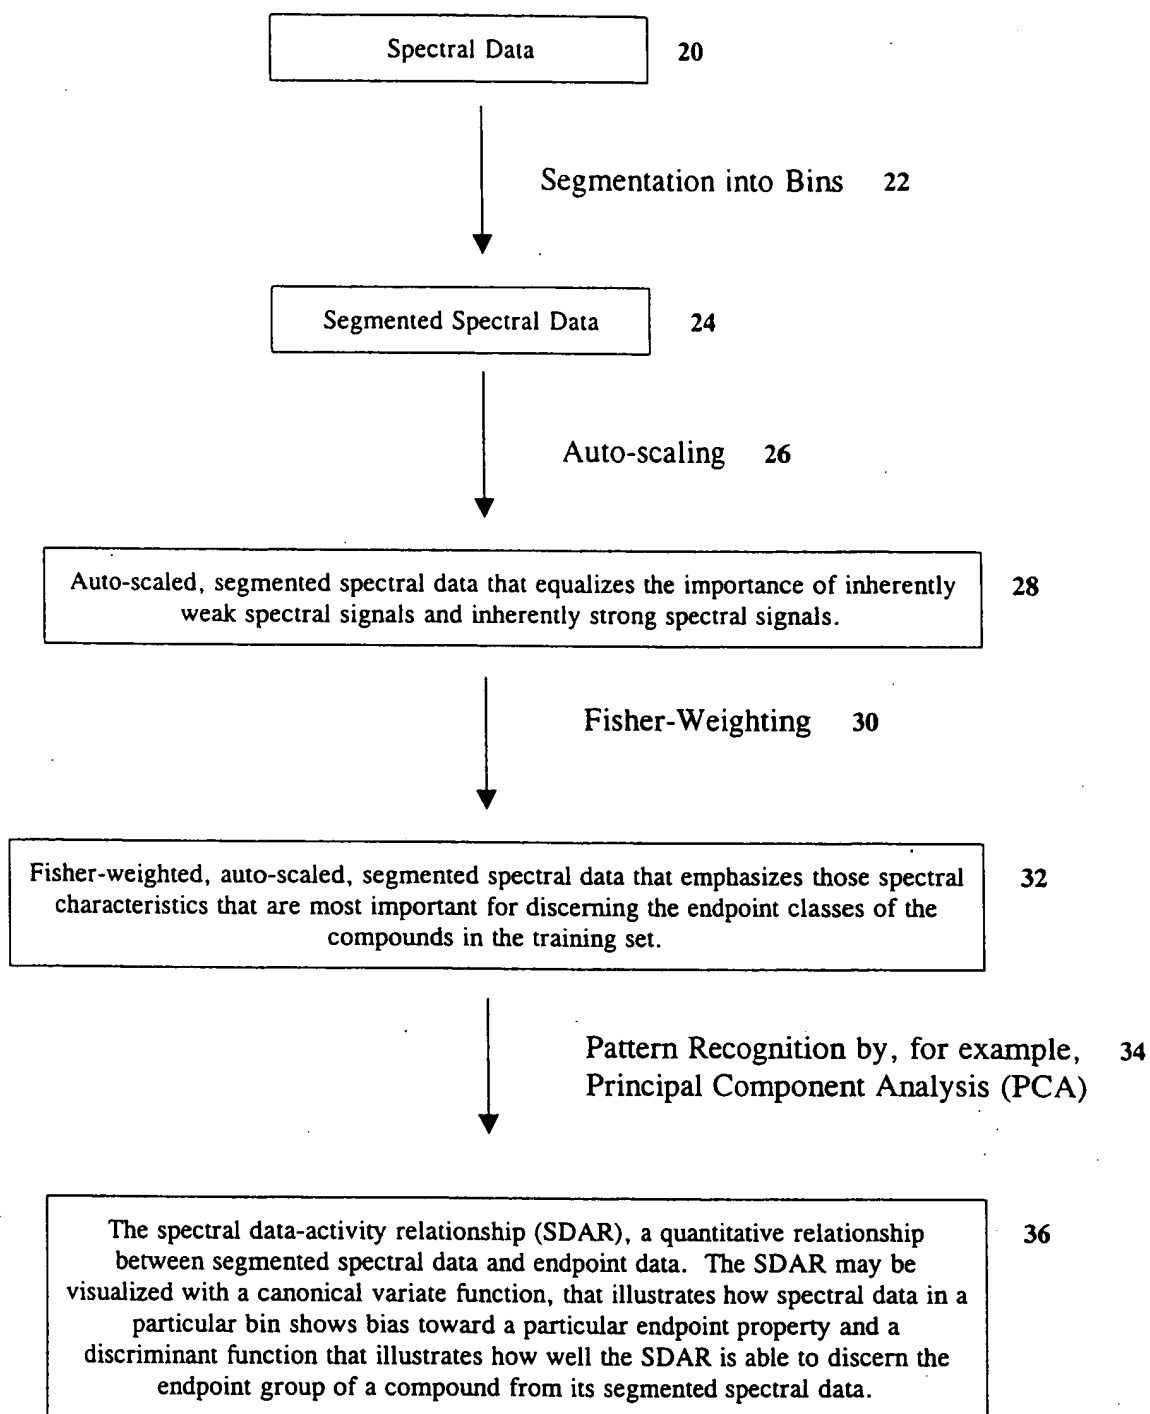 Spectral Data 20
Segmentation into Bins 22
Segmented Spectral Data 24
Auto-scaling 26
Auto-scaled, segmented spectral data that equalizes the importance of inherently 28
weak spectral signals and inherently strong spectral signals.
Fisher-Weighting 30
Fisher-weighted, auto-scaled, segmented spectral data that emphasizes those spectral 32
characteristics that are most important for discerning the endpoint classes of the
compounds in the training set.
Pattern Recognition by, for example, 34
Principal Component Analysis (PCA)
The spectral data-activity relationship (SDAR), a quantitative relationship 36
between segmented spectral data and endpoint data. The SDAR may be
visualized with a canonical variate function, that illustrates how spectral data in a
particular bin shows bias toward a particular endpoint property and a
discriminant function that illustrates how well the SDAR is able to discern the
endpoint group of a compound from its segmented spectral data.